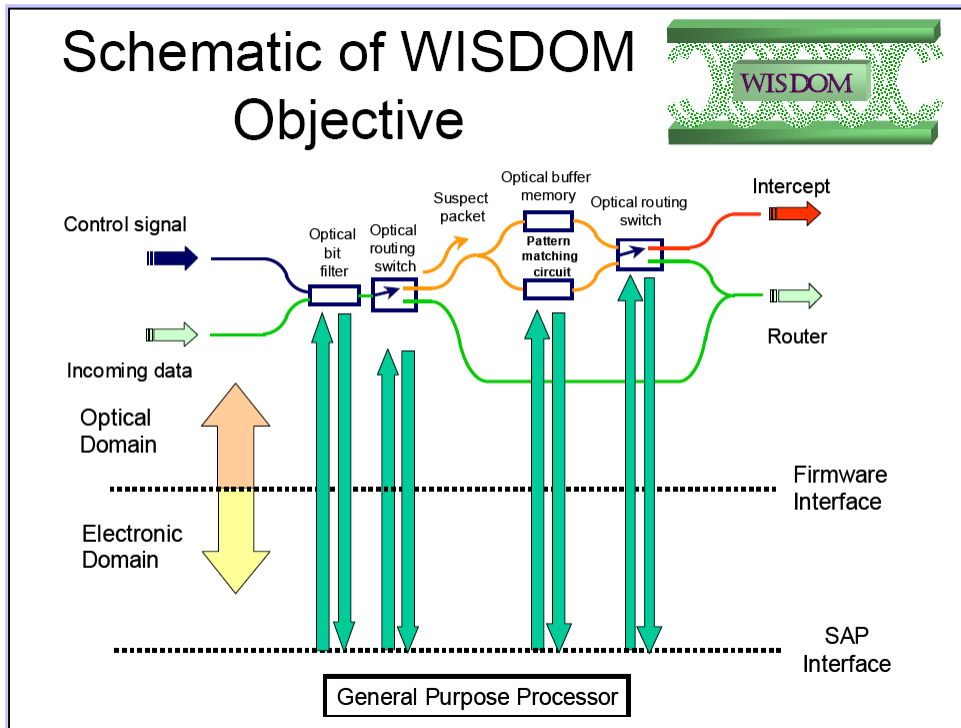 Schematic of WISDOM
Objective
WISDOM
Control signal
Incoming data
Optical
bit
filter
Optical
routing
switch
Suspect
packet
Optical buffer
memory
Pattern
matching
circuit
Optical routing
switch
Intercept
Router
Optical
Domain
Firmware
Interface
Electronic
Domain
SAP
Interface
General Purpose Processor